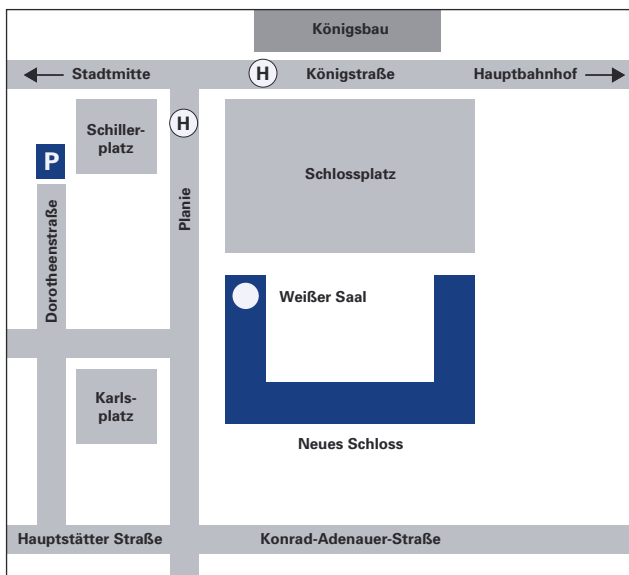 Königsbau
Stadtmitte
H
Königstraße
Hauptbahnhof
H
Schiller-
platz
P
Schlossplatz
Dorotheenstraße
Planie
Weißer Saal
Karls-
platz
Neues Schloss
Hauptstätter Straße
Konrad-Adenauer-Straße